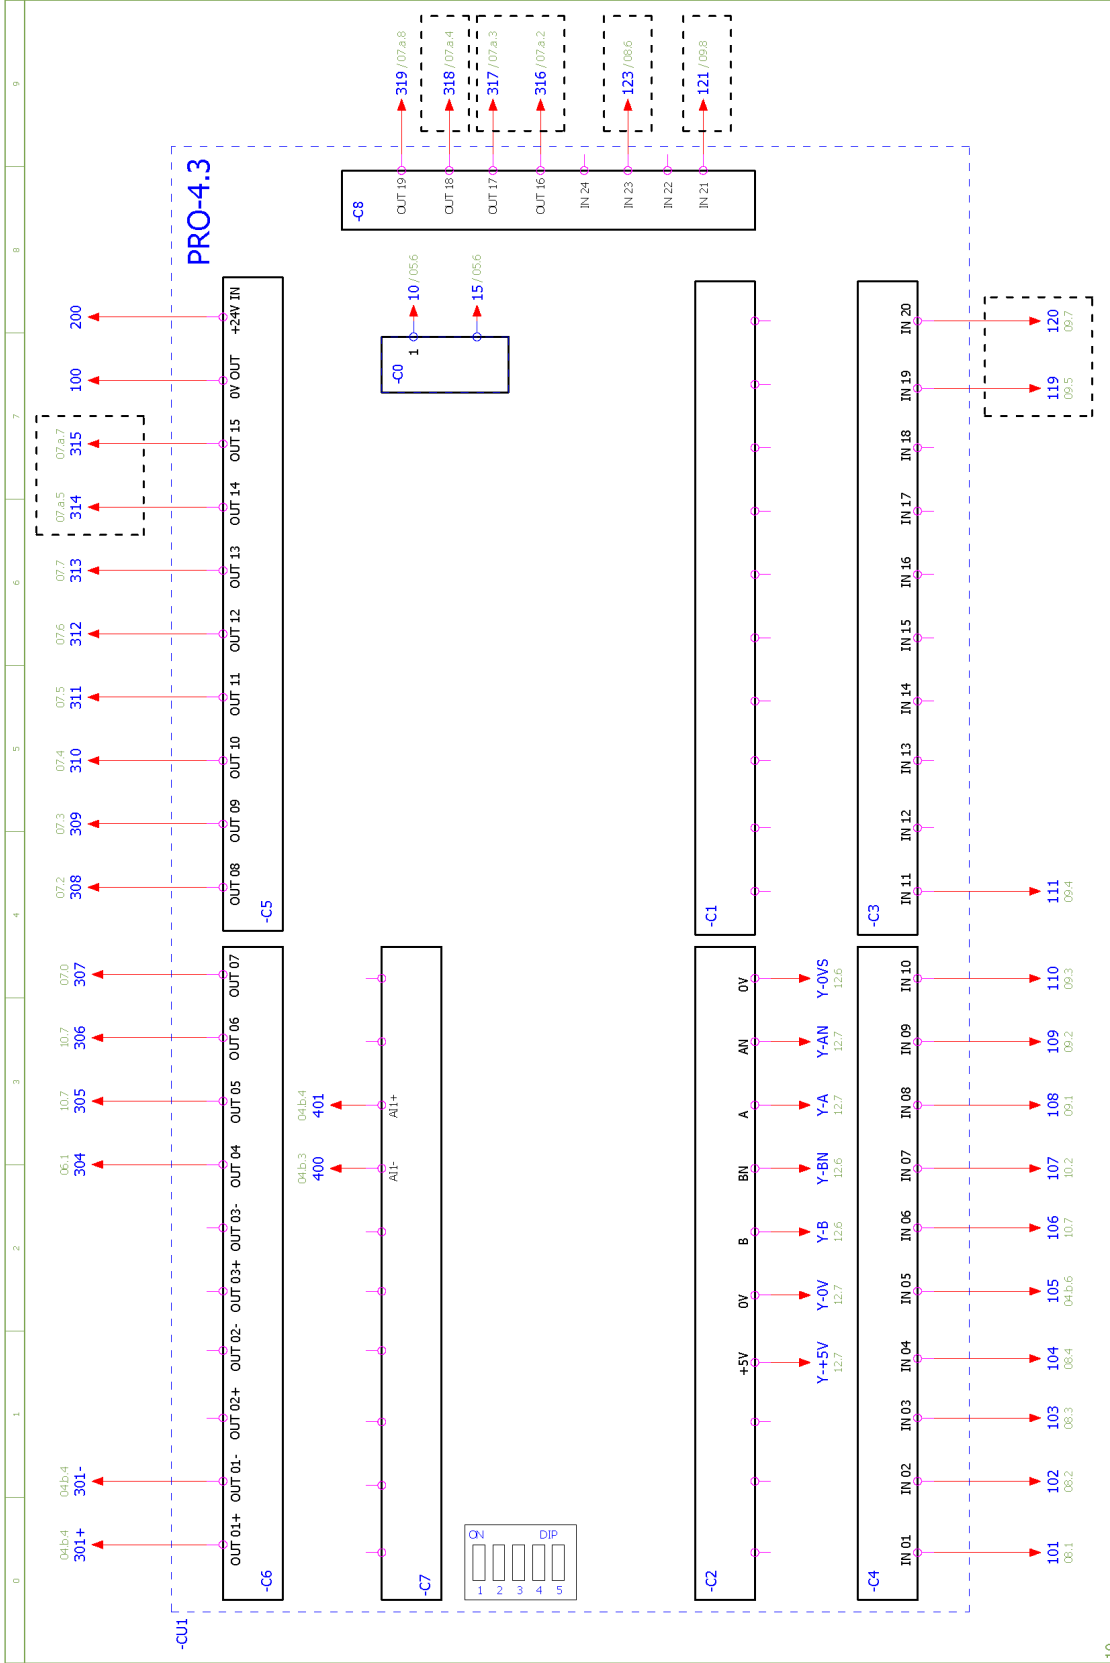 0
1
2
3
4
5
6
7
8
9
-CU1
PRO-4.3
04.b.4
301+
04.b.4
301-
06.1
304
10.7
305
10.7
306
07.0
307
07.2
308
07.3
309
07.4
310
07.5
311
07.6
312
07.7
313
07.a.5
314
07.a.7
315
100
200
OUT 01+
OUT 01-
OUT 02+
OUT 02-
OUT 03+
OUT 03-
OUT 04
OUT 05
OUT 06
OUT 07
-C6
OUT 08
OUT 09
OUT 10
OUT 11
OUT 12
OUT 13
OUT 14
OUT 15
0V OUT
+24V IN
-C5
04.b.3
400
04.b.4
401
AI1-
AI1+
-C7
-C0
1
10 / 05.6
15 / 05.6
-C8
OUT 19
OUT 18
OUT 17
OUT 16
IN 24
IN 23
IN 22
IN 21
319 / 07.a.8
318 / 07.a.4
317 / 07.a.3
316 / 07.a.2
123 / 08.6
121 / 09.8
ON DIP
1 2 3 4 5
-C2
+5V
0V
B
BN
A
AN
0V
Y-+5V
12.7
Y-0V
12.7
Y-B
12.6
Y-BN
12.6
Y-A
12.7
Y-AN
12.7
Y-0VS
12.6
-C1
-C4
IN 01
IN 02
IN 03
IN 04
IN 05
IN 06
IN 07
IN 08
IN 09
IN 10
-C3
IN 11
IN 12
IN 13
IN 14
IN 15
IN 16
IN 17
IN 18
IN 19
IN 20
101
08.1
102
08.2
103
08.3
104
08.4
105
04.b.6
106
10.7
107
10.2
108
09.1
109
09.2
110
09.3
111
09.4
119
09.5
120
09.7